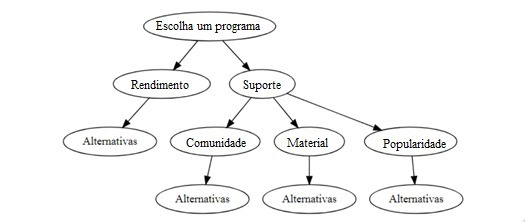 Escolha um programa
Rendimento
Suporte
Alternativas
Comunidade
Material
Popularidade
Alternativas
Alternativas
Alternativas